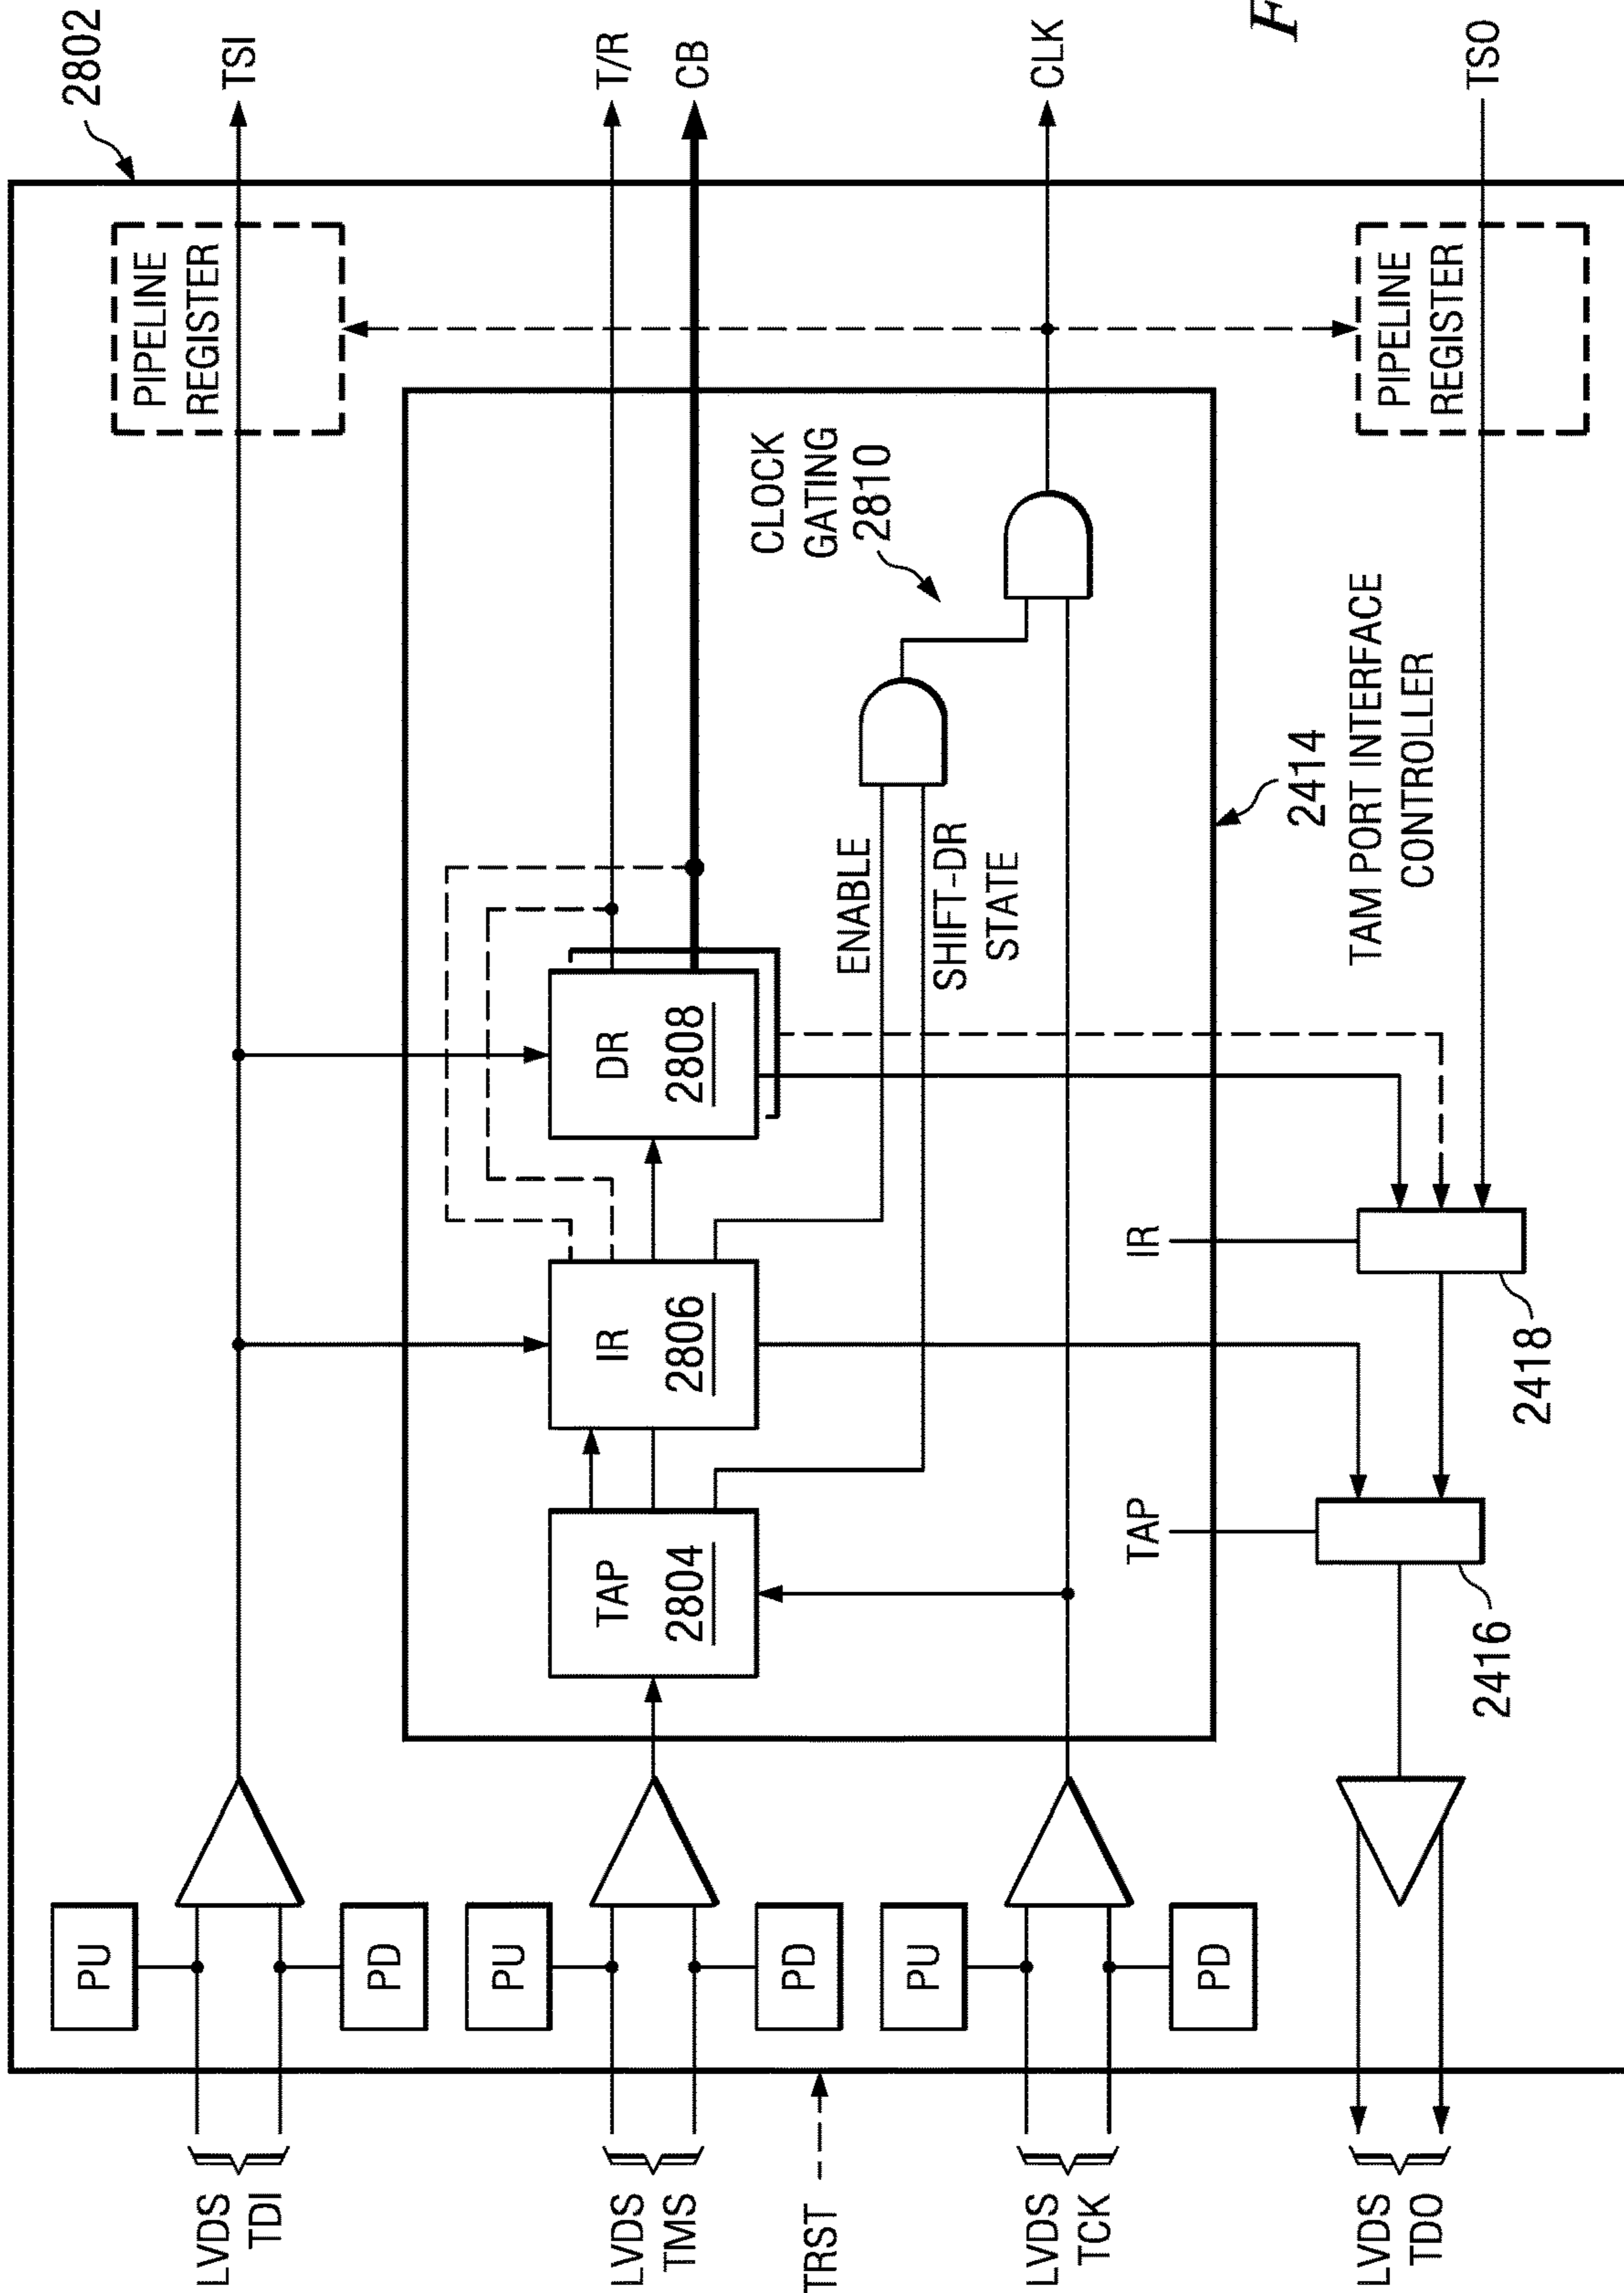 2802
TSI
T/R
CB
CLK
F
TSO
PIPELINE
REGISTER
PIPELINE
REGISTER
CLOCK
GATING
2810
ENABLE
SHIFT-DR
STATE
2414
TAM PORT INTERFACE
CONTROLLER
DR
2808
IR
2806
TAP
2804
IR
2418
TAP
2416
PU
PD
PU
PD
PU
PD
LVDS
TDI
LVDS
TMS
TRST
LVDS
TCK
LVDS
TDO